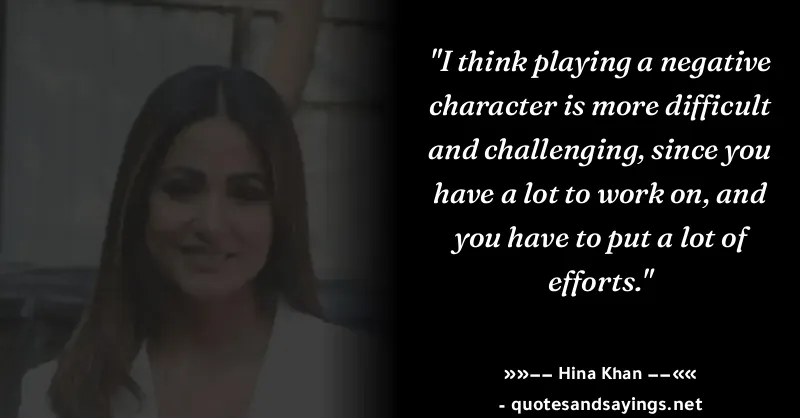 "I think playing a negative
character is more difficult
and challenging, since you
have a lot to work on, and
you have to put a lot of
efforts."
»»—— Hina Khan ——««
- quotesandsayings.net